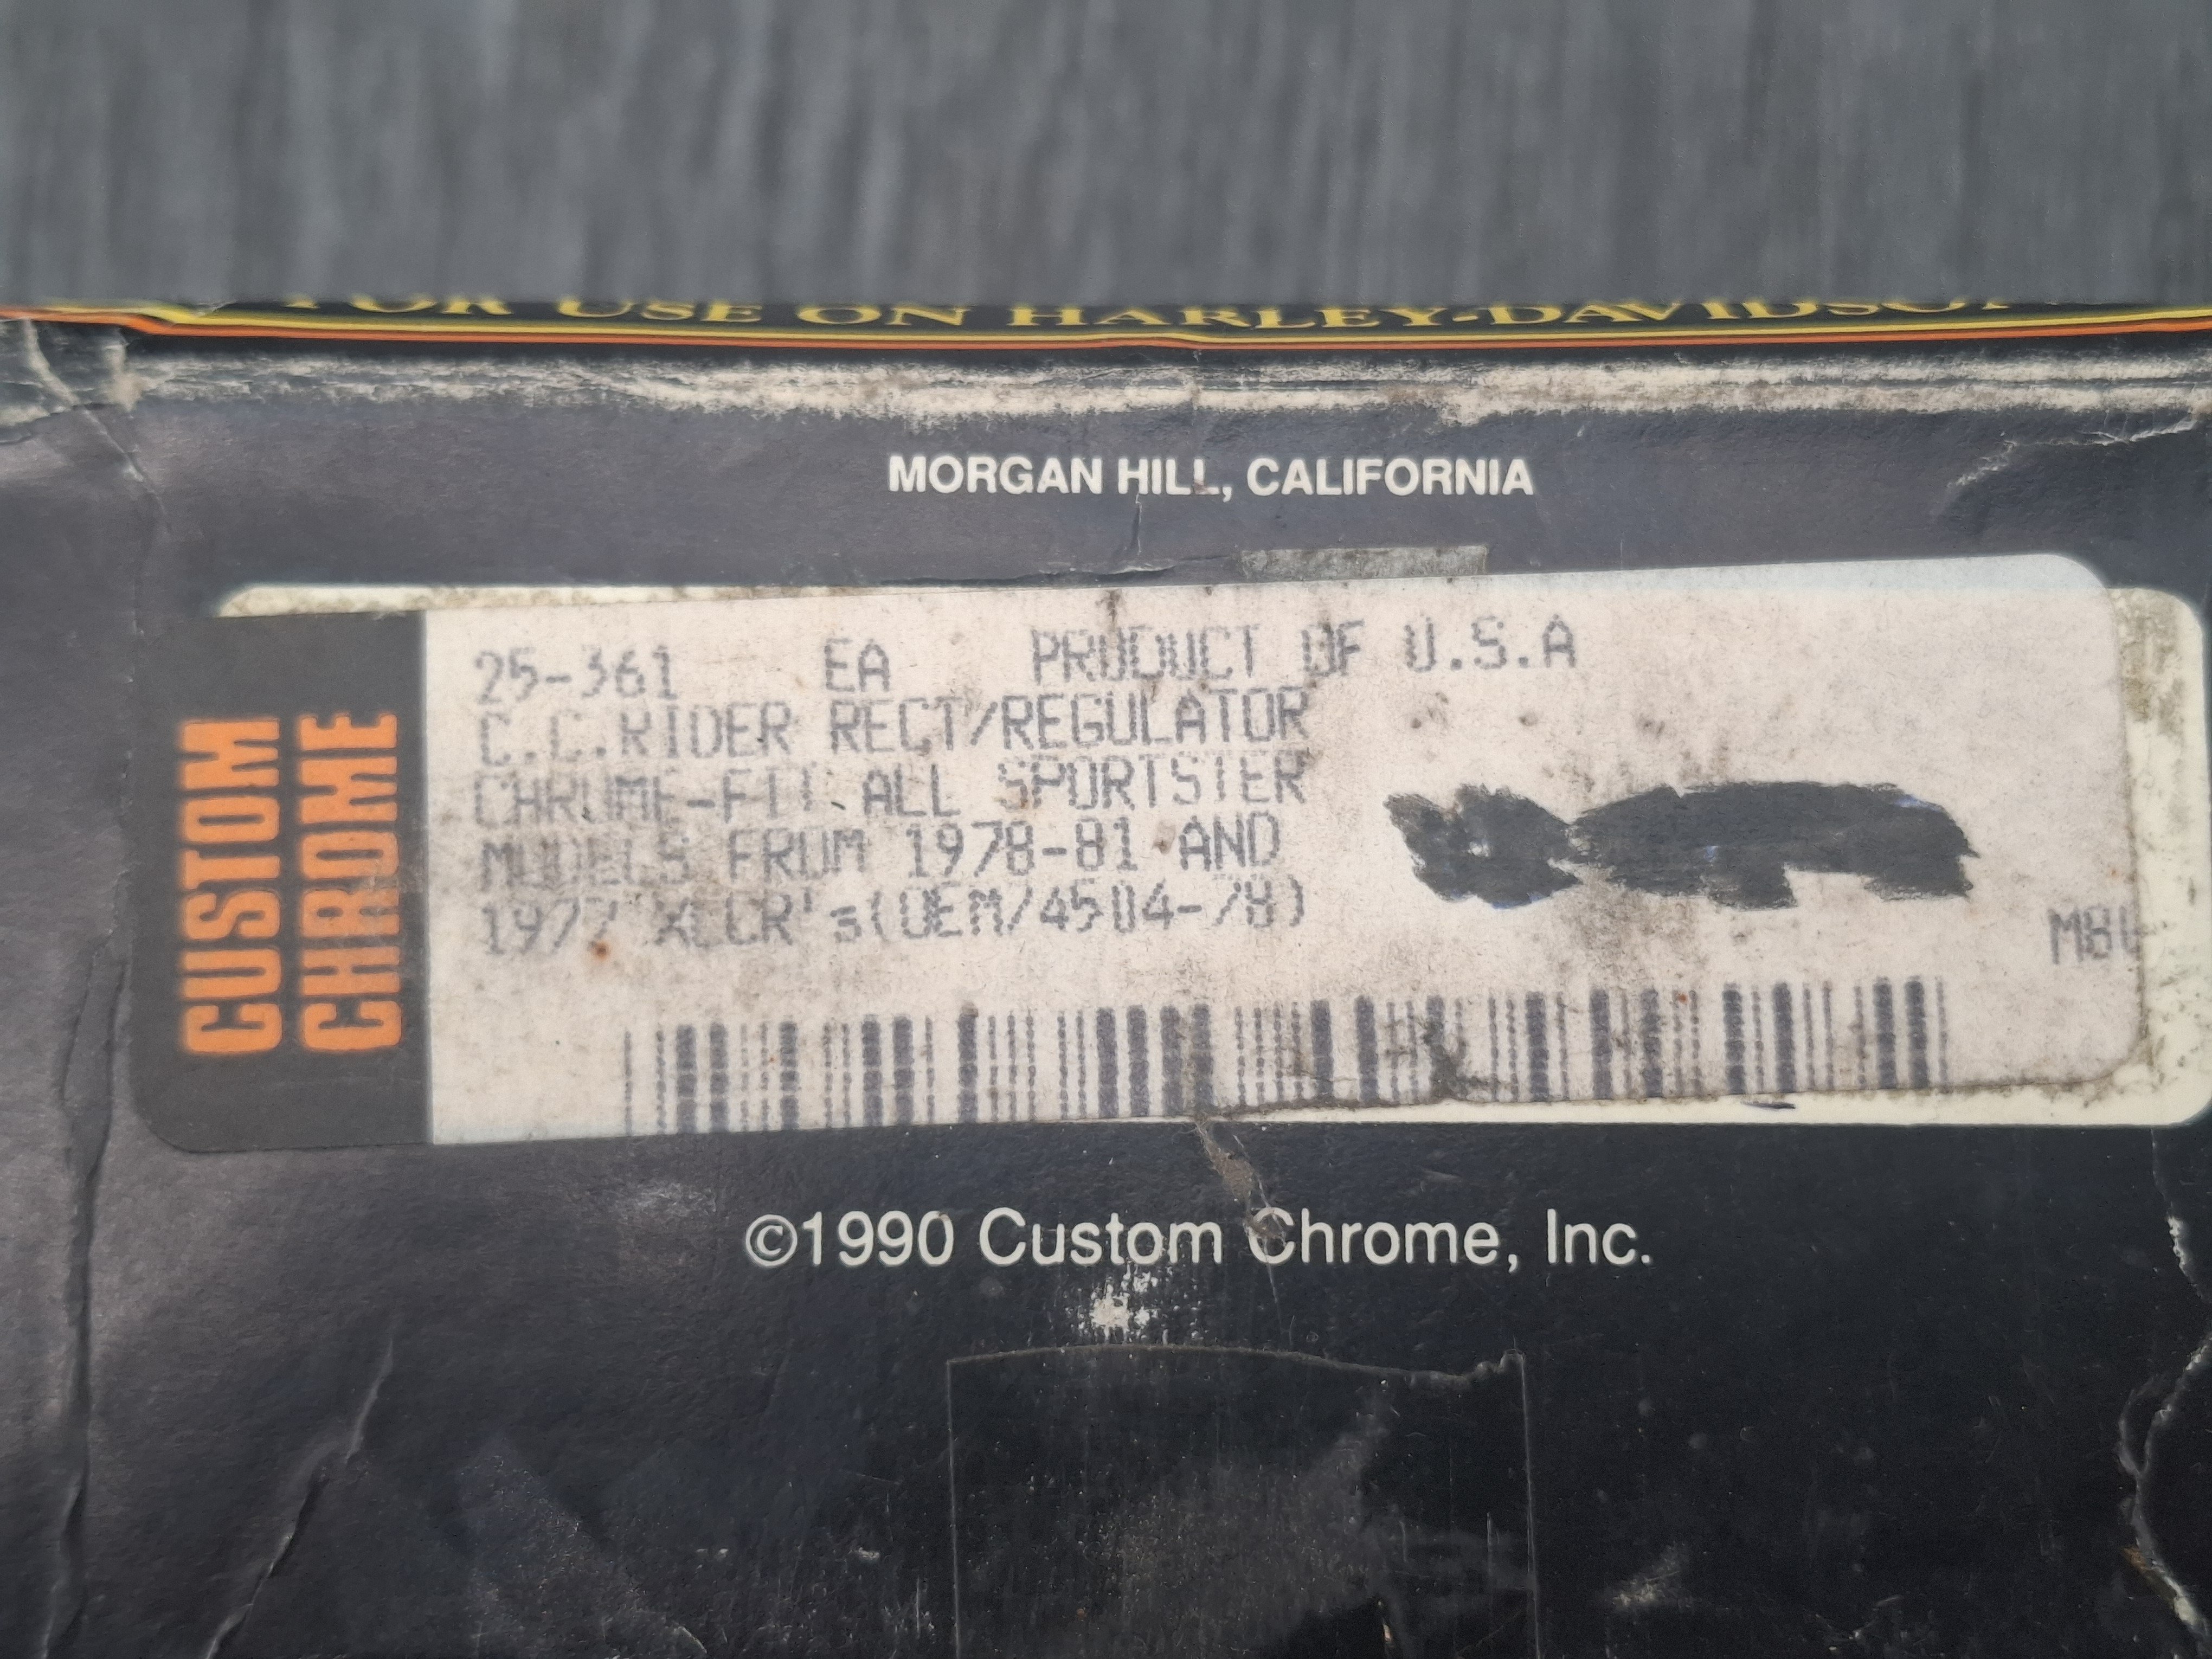 FOR USE ON HARLEY-DAVIDSON
MORGAN HILL, CALIFORNIA
CUSTOM
CHROME
25-361 EA PRODUCT OF U.S.A
C.C.RIDER RECT/REGULATOR
CHROME-FIT ALL SPORTSTER
MODELS FROM 1978-81 AND
1977 XLCR's(OEM/4504-78)
©1990 Custom Chrome, Inc.